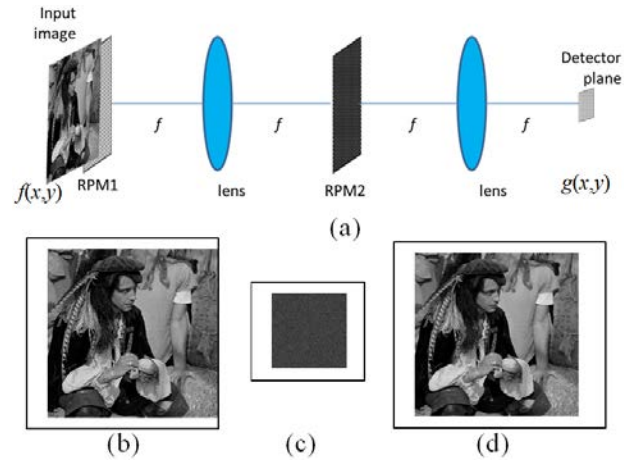 Input
image
Detector
plane
f
f
f
f
f(x,y)
RPM1
lens
RPM2
lens
g(x,y)
(a)
(b)
(c)
(d)